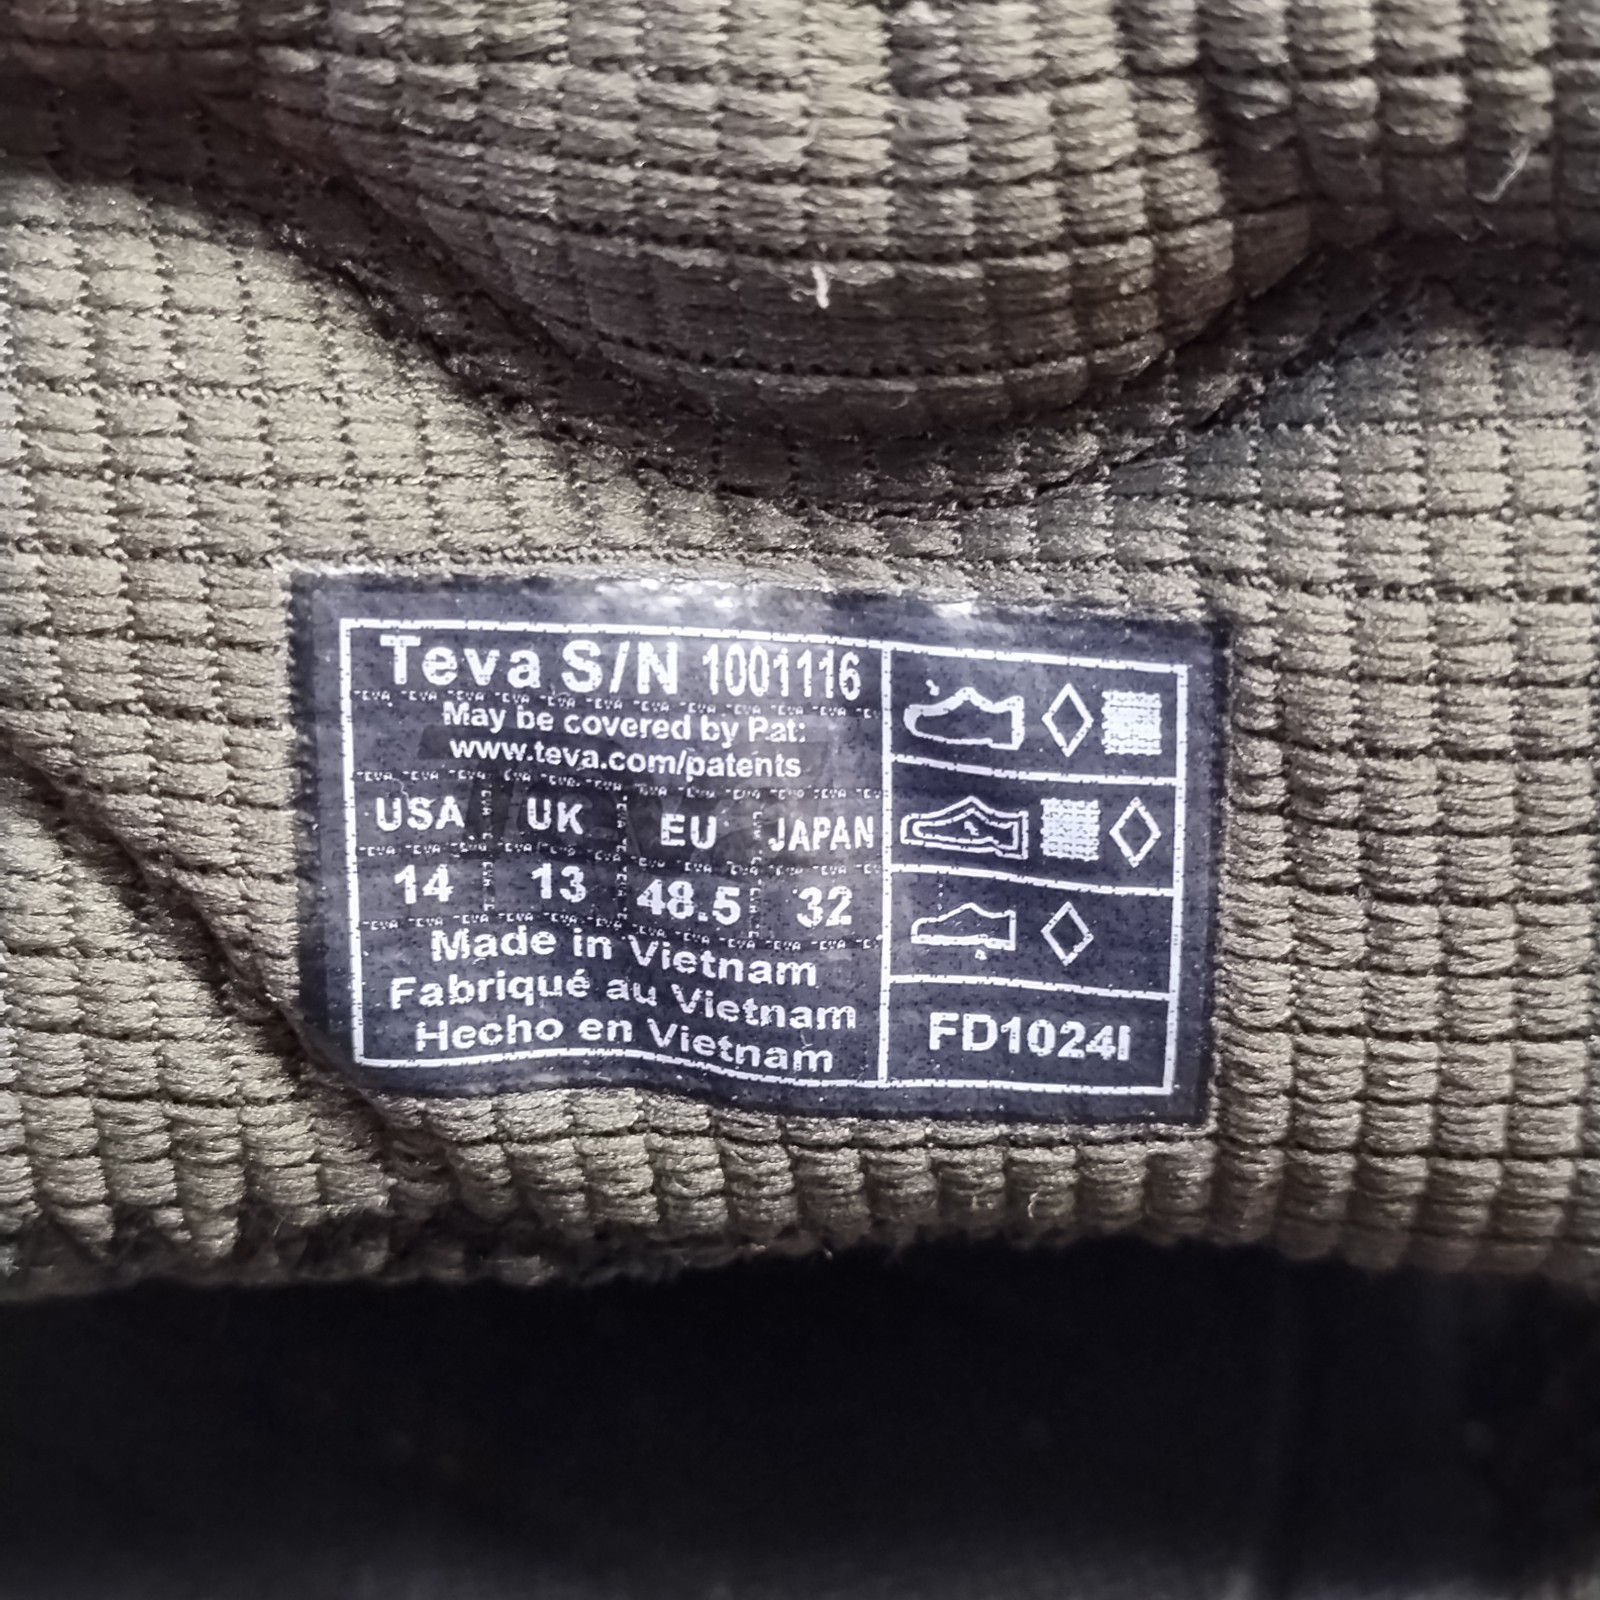 Teva S/N 1001116
May be covered by Pat:
www.teva.com/patents
USA UK EU JAPAN
14 13 48.5 32
Made in Vietnam
Fabriqué au Vietnam
Hecho en Vietnam
FD1024I